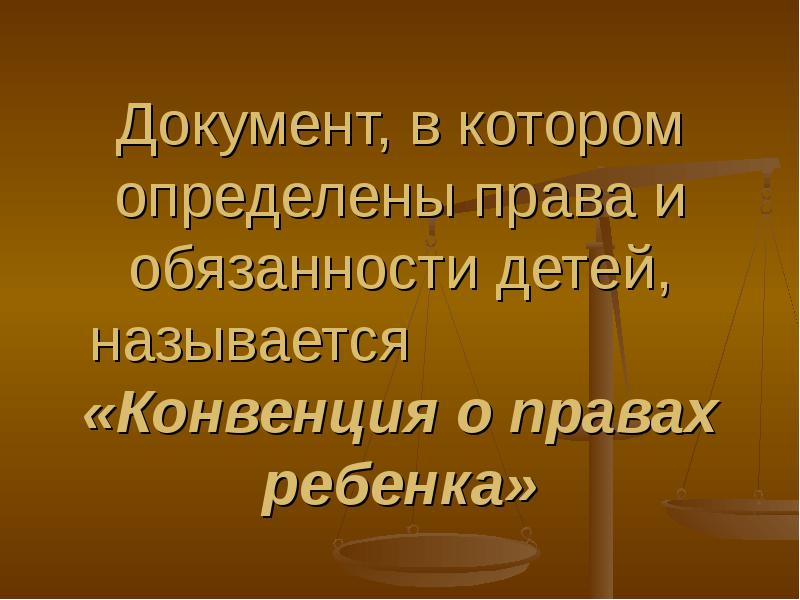 Документ, в котором
определены права и
обязанности детей,
называется
«Конвенция о правах
ребенка»